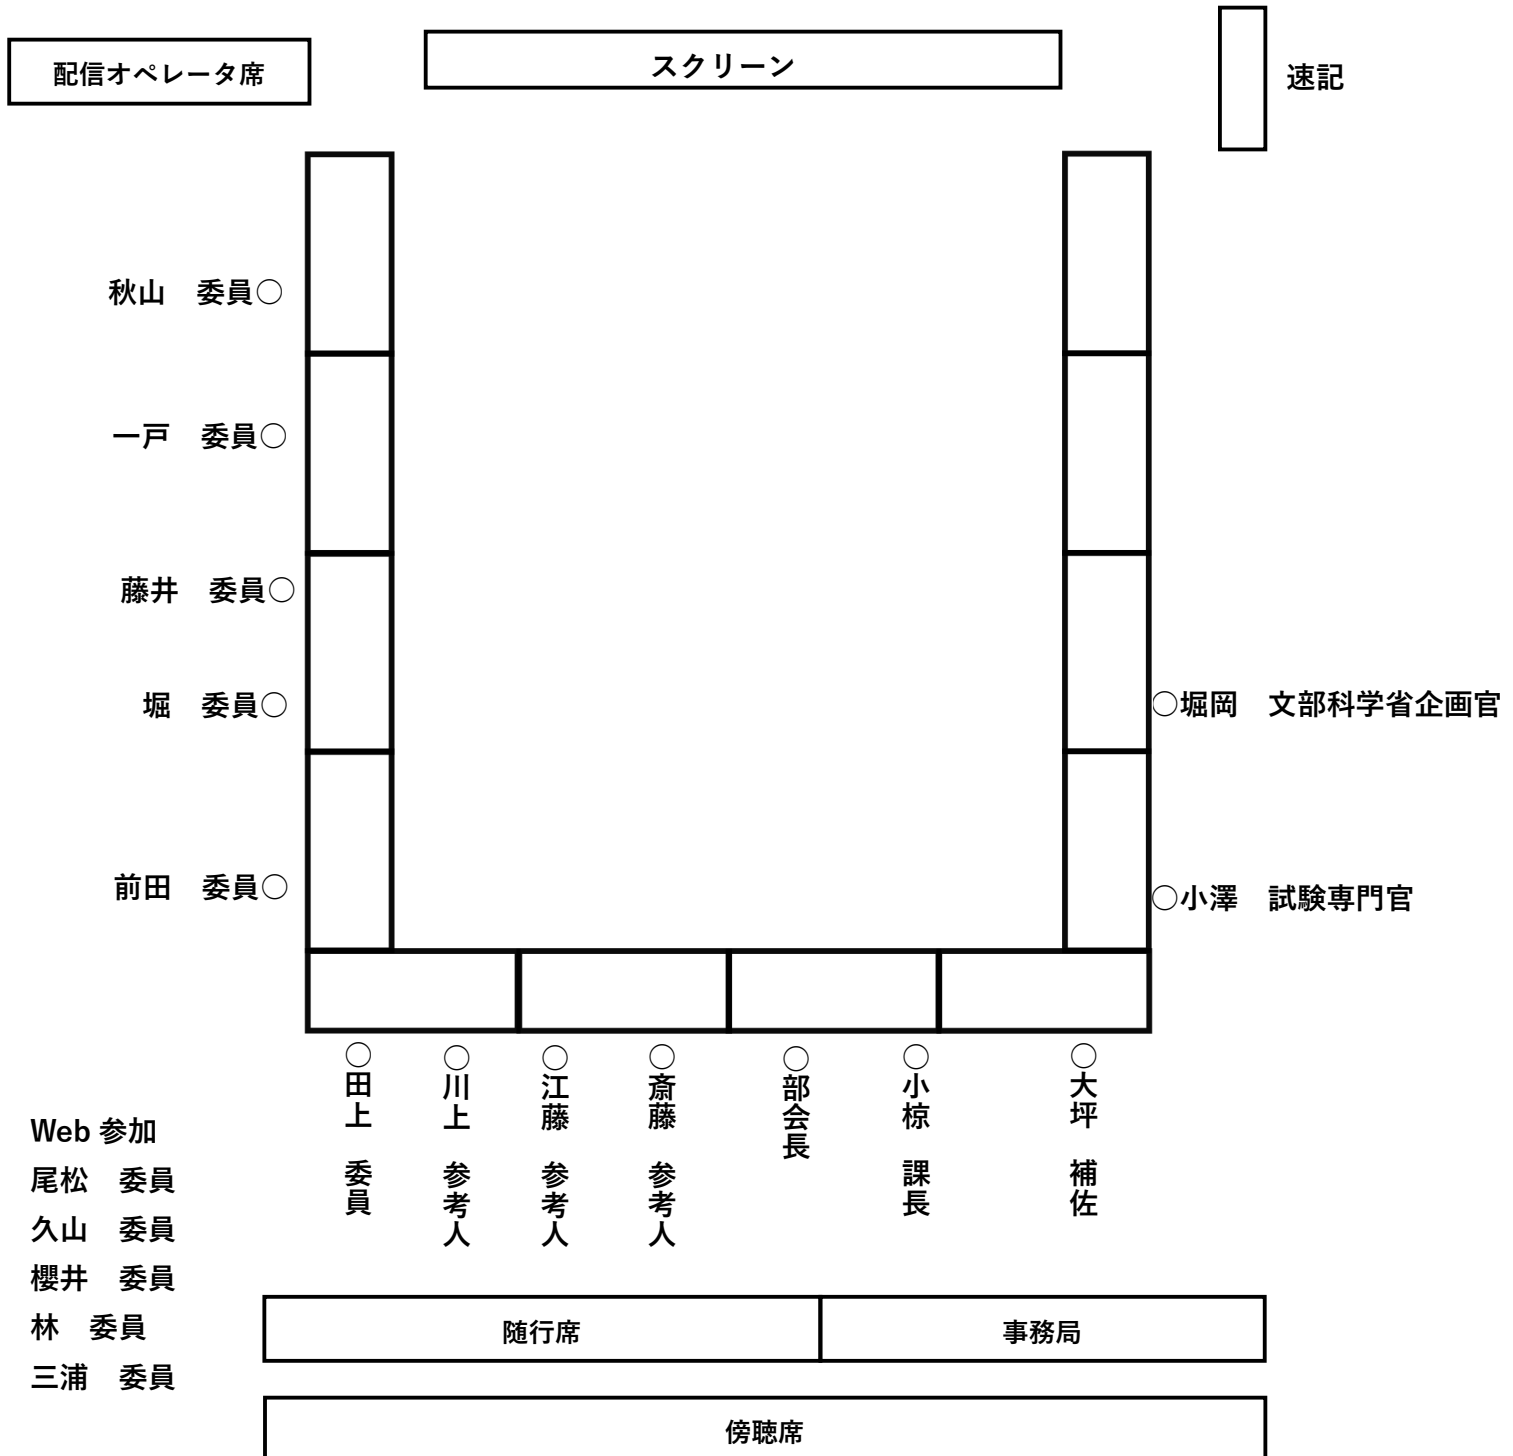 配信オペレータ席
スクリーン
速記
秋山　委員○
一戸　委員○
藤井　委員○
堀　委員○
○堀岡　文部科学省企画官
前田　委員○
○小澤　試験専門官
○田上　委員
○川上　参考人
○江藤　参考人
○斎藤　参考人
○部会長
○小椋　課長
○大坪　補佐
Web 参加
尾松　委員
久山　委員
櫻井　委員
林　委員
三浦　委員
随行席
事務局
傍聴席